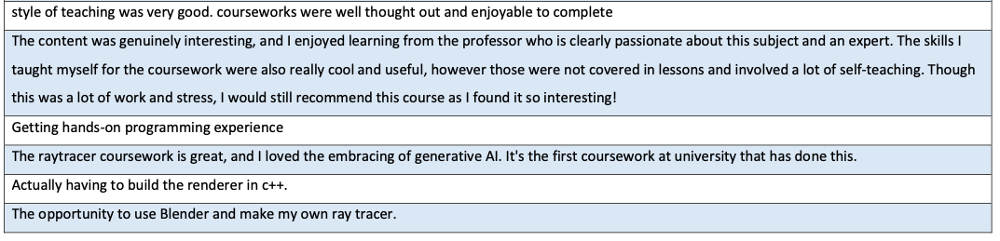 style of teaching was very good. courseworks were well thought out and enjoyable to complete
The content was genuinely interesting, and I enjoyed learning from the professor who is clearly passionate about this subject and an expert. The skills I
taught myself for the coursework were also really cool and useful, however those were not covered in lessons and involved a lot of self-teaching. Though
this was a lot of work and stress, I would still recommend this course as I found it so interesting!
Getting hands-on programming experience
The raytracer coursework is great, and I loved the embracing of generative AI. It's the first coursework at university that has done this.
Actually having to build the renderer in c++.
The opportunity to use Blender and make my own ray tracer.